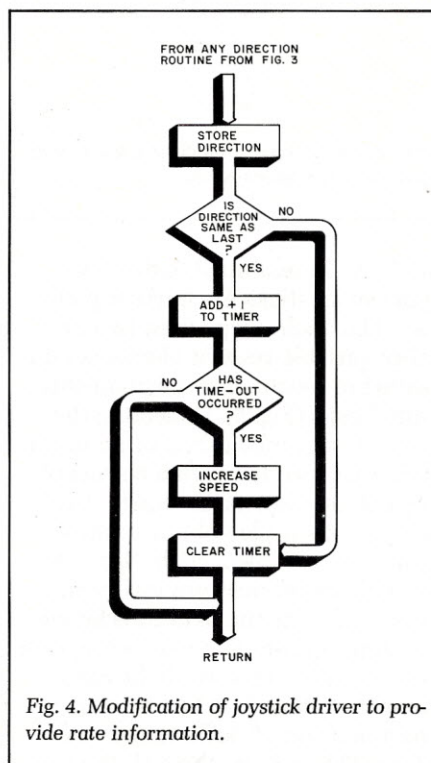 FROM ANY DIRECTION
ROUTINE FROM FIG. 3
STORE
DIRECTION
IS
DIRECTION
SAME AS
LAST
?
NO
YES
ADD +1
TO TIMER
NO
HAS
TIME-OUT
OCCURRED
?
YES
INCREASE
SPEED
CLEAR TIMER
RETURN
Fig. 4. Modification of joystick driver to pro-
vide rate information.